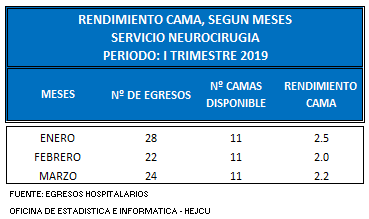 RENDIMIENTO CAMA, SEGUN MESES
SERVICIO NEUROCIRUGIA
PERIODO: I TRIMESTRE 2019
MESES Nº DE EGRESOS Nº CAMAS DISPONIBLE RENDIMIENTO CAMA
ENERO 28 11 2.5
FEBRERO 22 11 2.0
MARZO 24 11 2.2
FUENTE: EGRESOS HOSPITALARIOS
OFICINA DE ESTADISTICA E INFORMATICA - HEJCU